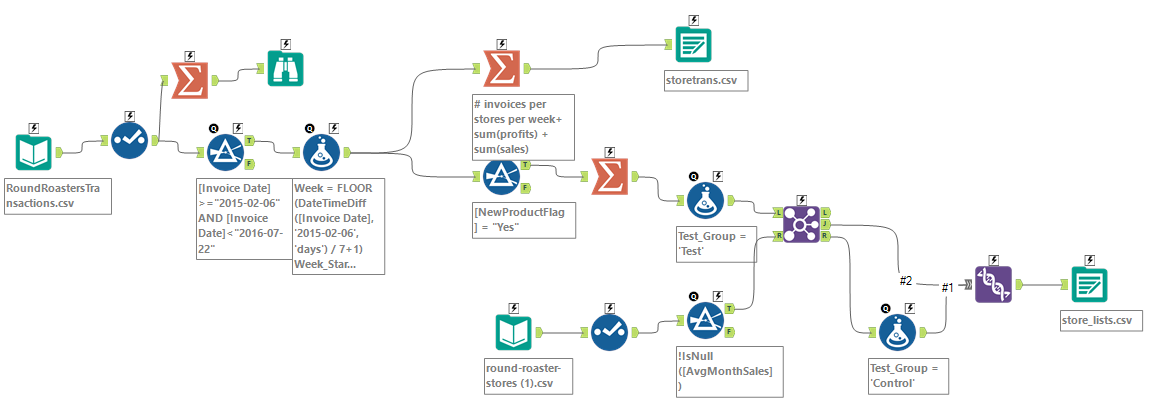 storetrans.csv
# invoices per
stores per week+
sum(profits) +
sum(sales)
RoundRoastersTra
nsactions.csv
Q
T
F
[Invoice Date]
>="2015-02-06"
AND [Invoice
Date]<"2016-07-
22"
Q
Week = FLOOR
(DateTimeDiff
([Invoice Date],
'2015-02-06',
'days') / 7+1)
Week_Star...
T
F
[NewProductFlag
] = "Yes"
Q
Test_Group =
'Test'
L
R
L
J
R
#2
#1
store_lists.csv
round-roaster-
stores (1).csv
Q
T
F
!IsNull
([AvgMonthSales]
)
Q
Test_Group =
'Control'